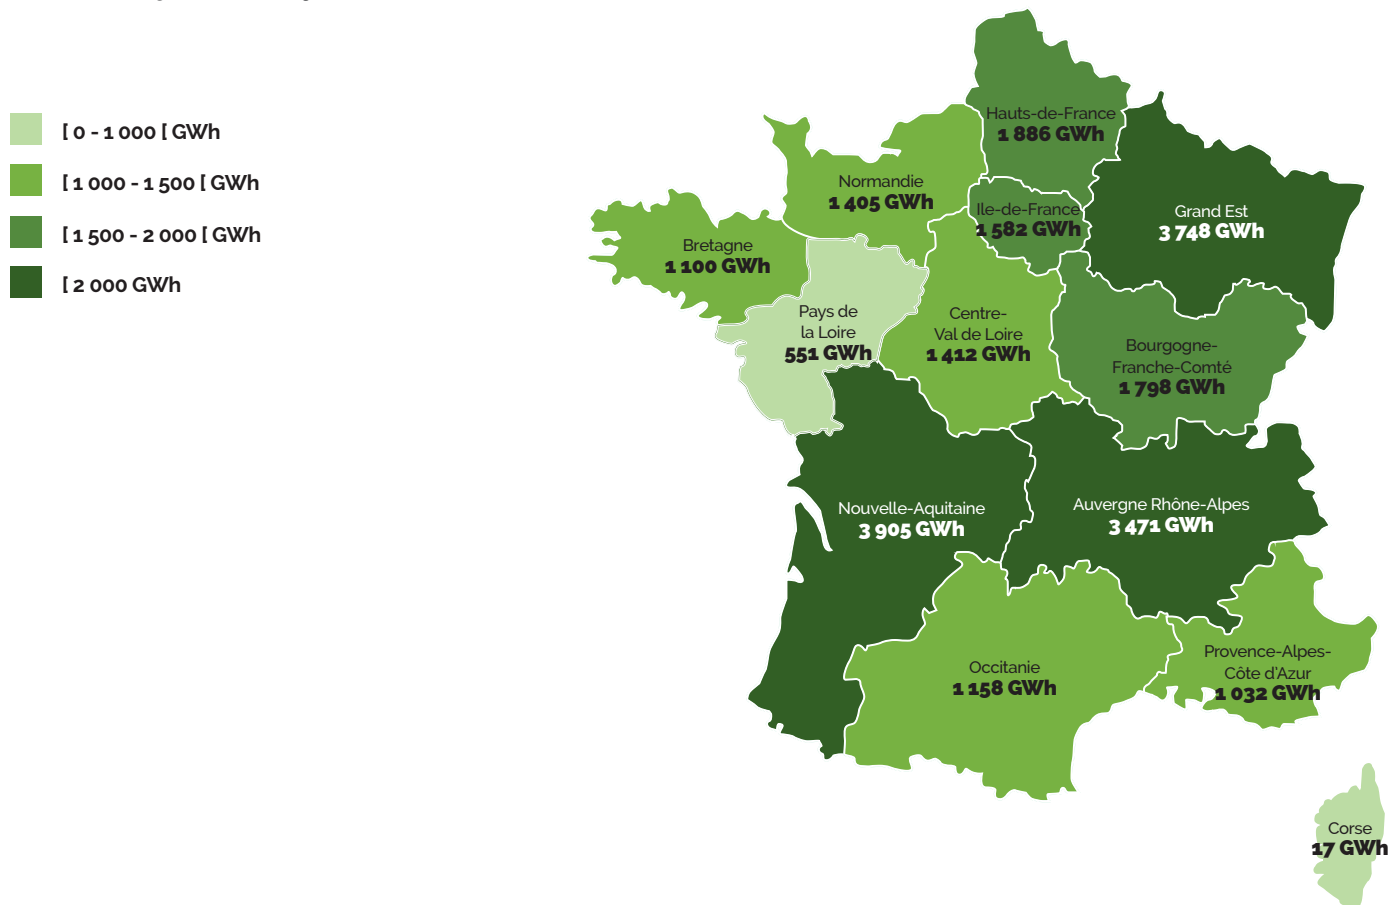 [ 0 - 1 000 [ GWh
[ 1 000 - 1 500 [ GWh
[ 1 500 - 2 000 [ GWh
[ 2 000 GWh
Hauts-de-France
1 886 GWh
Normandie
1 405 GWh
Ile-de-France
1 582 GWh
Grand Est
3 748 GWh
Bretagne
1 100 GWh
Pays de
la Loire
551 GWh
Centre-
Val de Loire
1 412 GWh
Bourgogne-
Franche-Comté
1 798 GWh
Nouvelle-Aquitaine
3 905 GWh
Auvergne Rhône-Alpes
3 471 GWh
Occitanie
1 158 GWh
Provence-Alpes-
Côte d'Azur
1 032 GWh
Corse
17 GWh